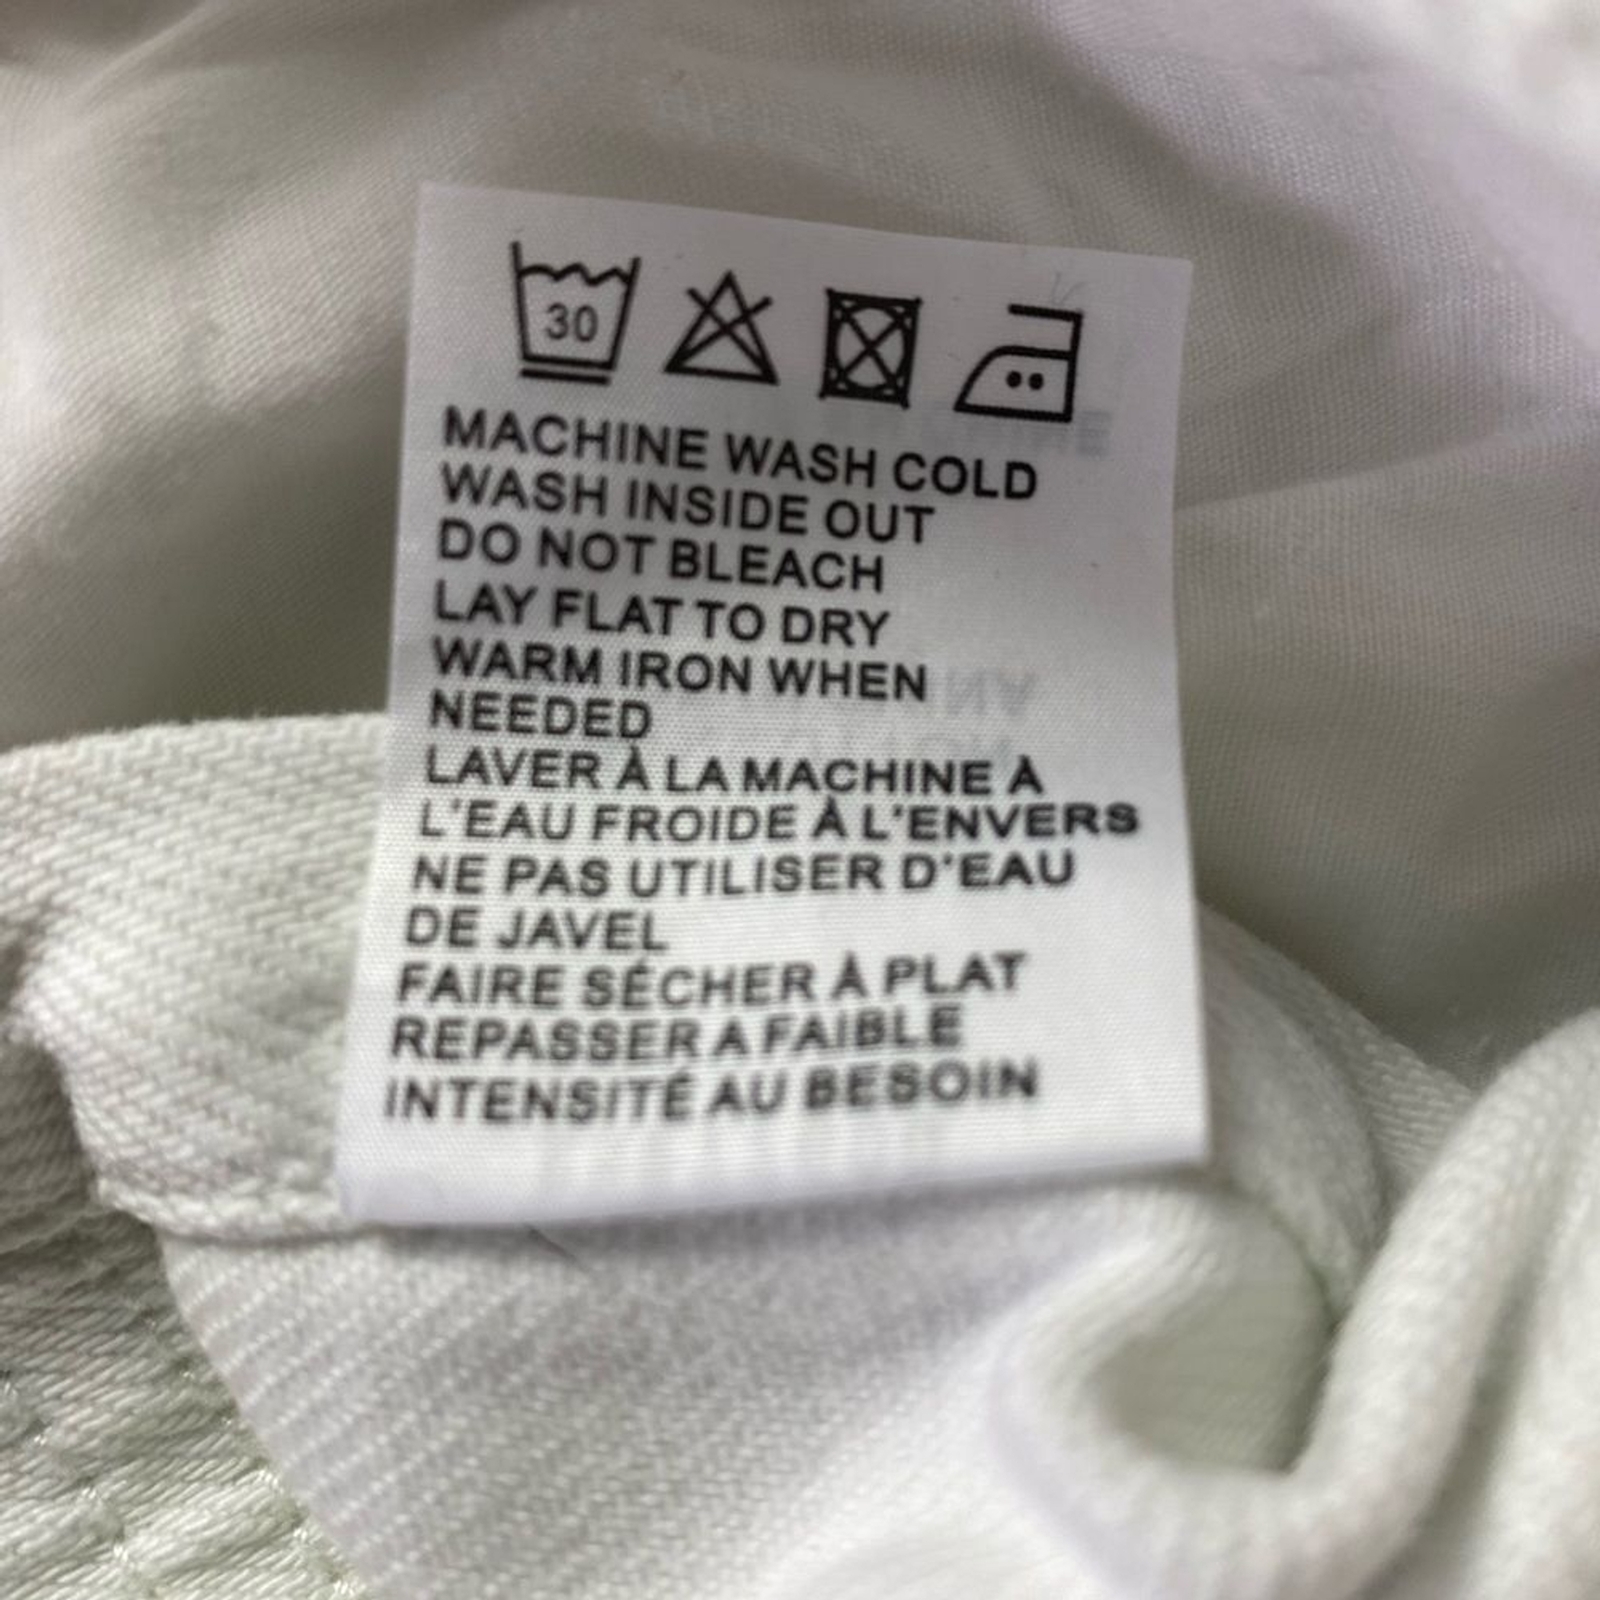 30
MACHINE WASH COLD
WASH INSIDE OUT
DO NOT BLEACH
LAY FLAT TO DRY
WARM IRON WHEN
NEEDED
LAVER À LA MACHINE À
L'EAU FROIDE À L'ENVERS
NE PAS UTILISER D'EAU
DE JAVEL
FAIRE SÉCHER À PLAT
REPASSER A FAIBLE
INTENSITÉ AU BESOIN